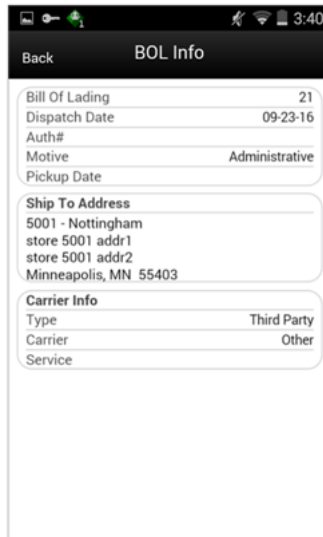 3:40
Back BOL Info
Bill Of Lading 21
Dispatch Date 09-23-16
Auth#
Motive Administrative
Pickup Date
Ship To Address
5001 - Nottingham
store 5001 addr1
store 5001 addr2
Minneapolis, MN 55403
Carrier Info
Type Third Party
Carrier Other
Service